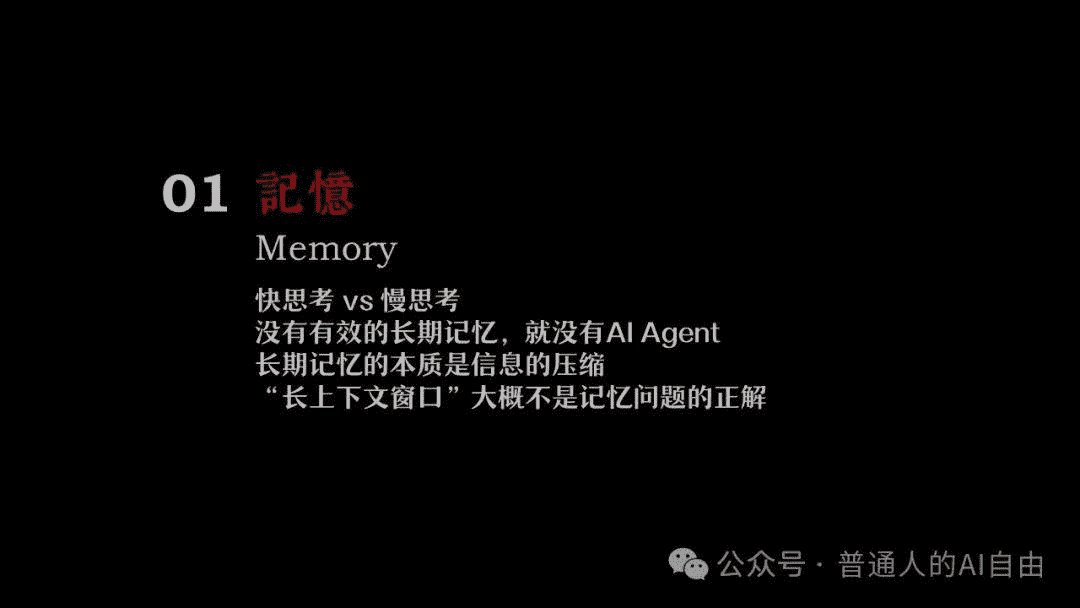 01 記憶
Memory
快思考 vs 慢思考
没有有效的长期记忆，就没有AI Agent
长期记忆的本质是信息的压缩
“长上下文窗口”大概不是记忆问题的正解
公众号 · 普通人的AI自由